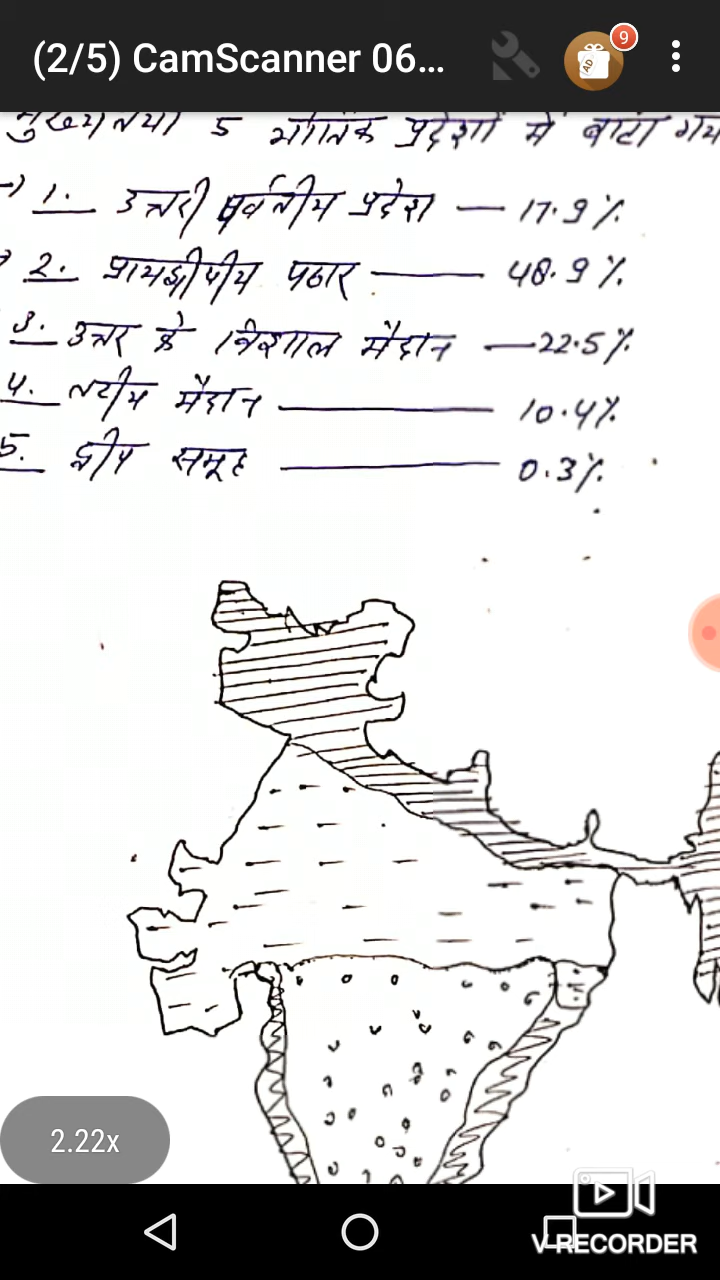 (2/5) CamScanner 06...
9
AD
मुख्यतया 5 भौतिक प्रदेशों में बांटा गय
1. उत्तरी पर्वतीय प्रदेश — 17.9%
2. प्रायद्वीपीय पठार — 48.9%
3. उत्तर के विशाल मैदान — 22.5%
4. तटीय मैदान — 10.4%
5. द्वीप समूह — 0.3%
2.22x
V RECORDER